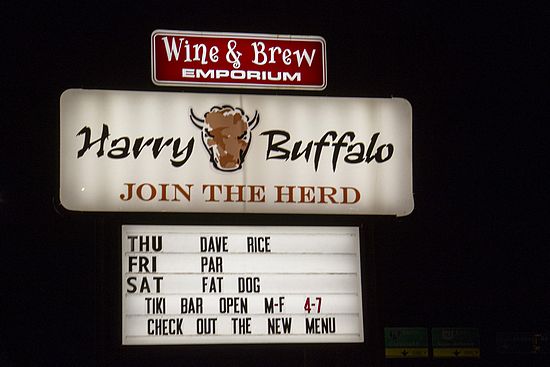 Wine & Brew
EMPORIUM
Harry Buffalo
JOIN THE HERD
THU DAVE RICE
FRI PAR
SAT FAT DOG
TIKI BAR OPEN M-F 4-7
CHECK OUT THE NEW MENU